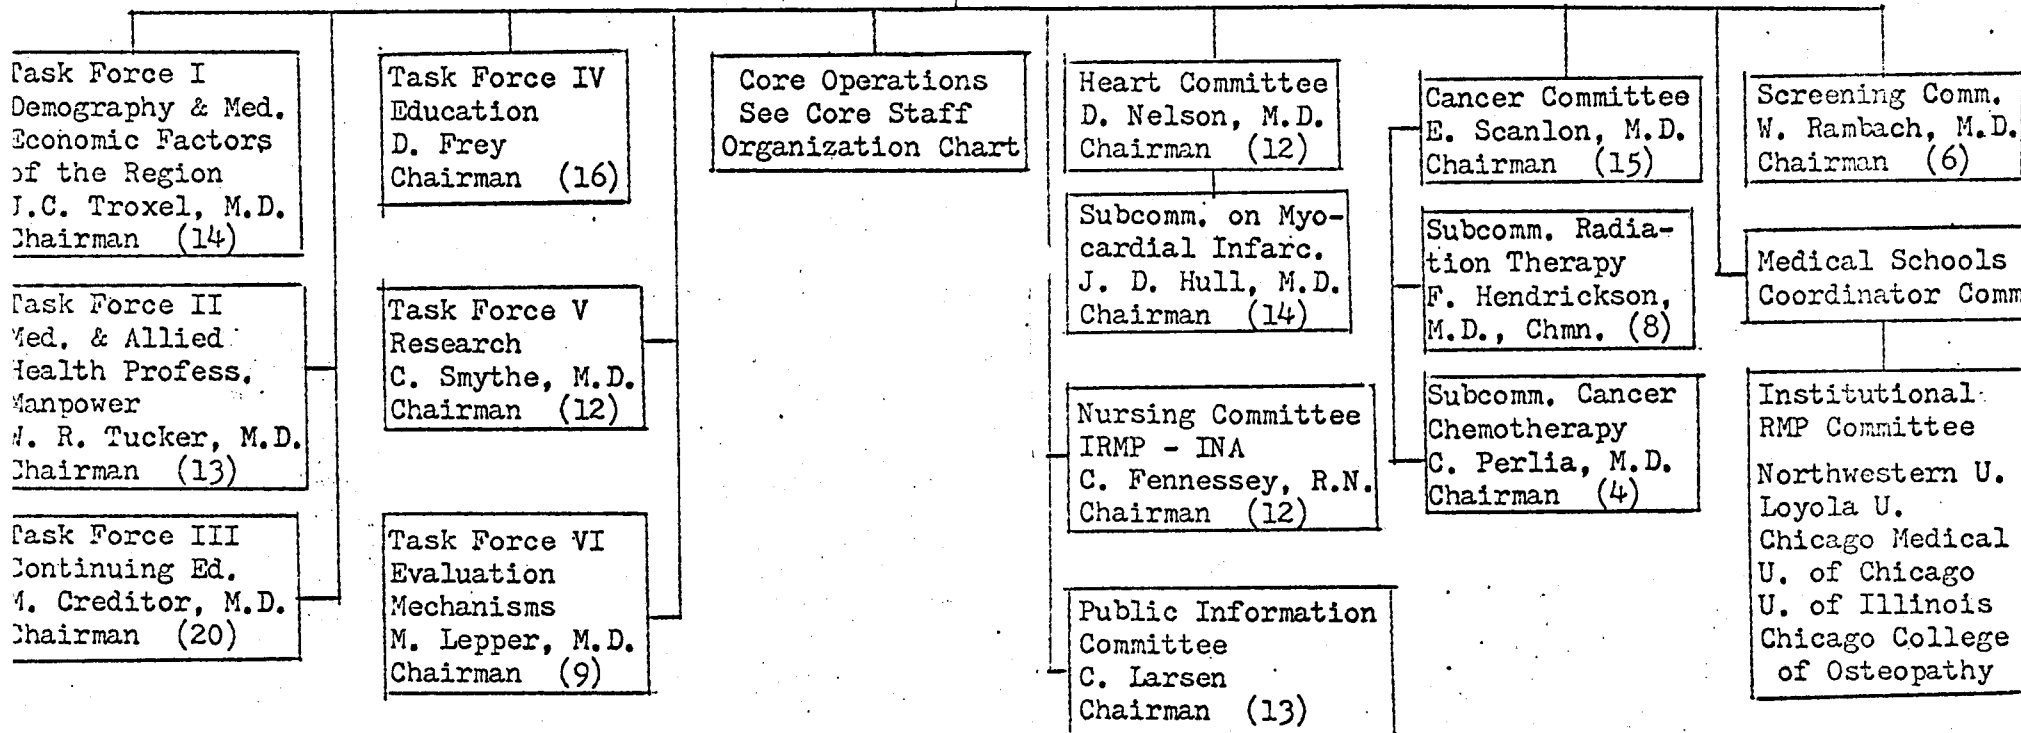 Task Force I
Demography & Med.
Economic Factors
of the Region
J.C. Troxel, M.D.
Chairman (14)
Task Force II
Med. & Allied
Health Profess.
Manpower
W. R. Tucker, M.D.
Chairman (13)
Task Force III
Continuing Ed.
M. Creditor, M.D.
Chairman (20)
Task Force IV
Education
D. Frey
Chairman (16)
Task Force V
Research
C. Smythe, M.D.
Chairman (12)
Task Force VI
Evaluation
Mechanisms
M. Lepper, M.D.
Chairman (9)
Core Operations
See Core Staff
Organization Chart
Heart Committee
D. Nelson, M.D.
Chairman (12)
Subcomm. on Myo-
cardial Infarc.
J. D. Hull, M.D.
Chairman (14)
Nursing Committee
IRMP - INA
C. Fennessey, R.N.
Chairman (12)
Public Information
Committee
C. Larsen
Chairman (13)
Cancer Committee
E. Scanlon, M.D.
Chairman (15)
Subcomm. Radia-
tion Therapy
F. Hendrickson,
M.D., Chmn. (8)
Subcomm. Cancer
Chemotherapy
C. Perlia, M.D.
Chairman (4)
Screening Comm.
W. Rambach, M.D.
Chairman (6)
Medical Schools
Coordinator Comm
Institutional
RMP Committee
Northwestern U.
Loyola U.
Chicago Medical
U. of Chicago
U. of Illinois
Chicago College
of Osteopathy